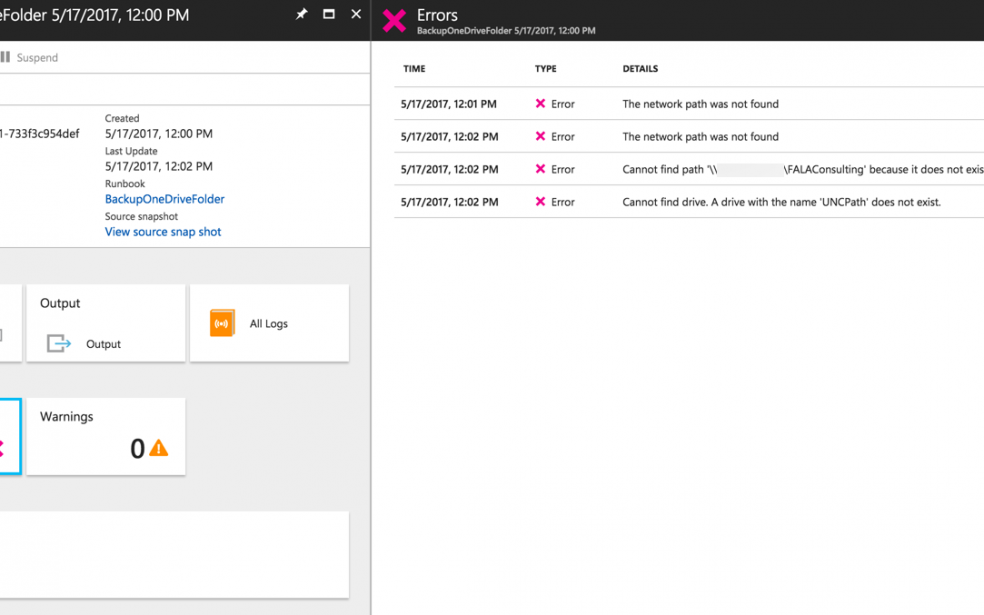 eFolder 5/17/2017, 12:00 PM
Suspend
1-733f3c954def
Created
5/17/2017, 12:00 PM
Last Update
5/17/2017, 12:02 PM
Runbook
BackupOneDriveFolder
Source snapshot
View source snap shot
Output
Output
All Logs
Warnings
0
Errors
BackupOneDriveFolder 5/17/2017, 12:00 PM
TIME TYPE DETAILS
5/17/2017, 12:01 PM Error The network path was not found
5/17/2017, 12:02 PM Error The network path was not found
5/17/2017, 12:02 PM Error Cannot find path '\\ \FALAConsulting' because it does not exis
5/17/2017, 12:02 PM Error Cannot find drive. A drive with the name 'UNCPath' does not exist.